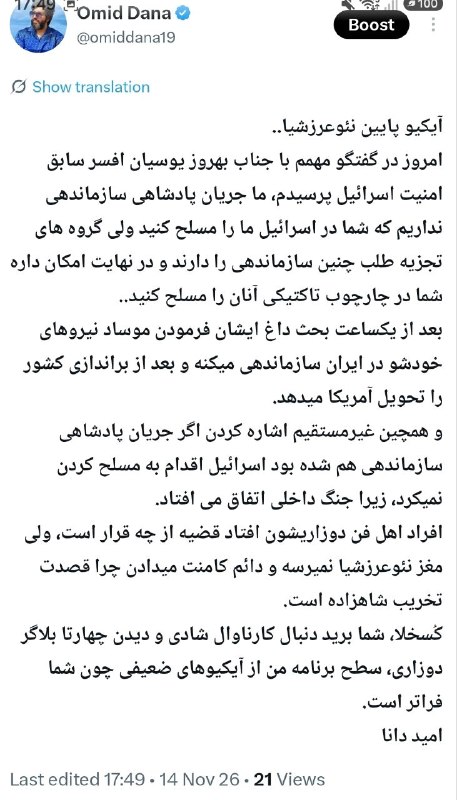 17:49
100
Omid Dana
@omiddana19
Boost
Show translation
آیکیو پایین نئوعرزشیا..
امروز در گفتگو مهمم با جناب بهروز یوسیان افسر سابق
امنیت اسرائیل پرسیدم، ما جریان پادشاهی سازماندهی
نداریم که شما در اسرائیل ما را مسلح کنید ولی گروه های
تجزیه طلب چنین سازماندهی را دارند و در نهایت امکان داره
شما در چارچوب تاکتیکی آنان را مسلح کنید..
بعد از یکساعت بحث داغ ایشان فرمودن موساد نیروهای
خودشو در ایران سازماندهی میکنه و بعد از براندازی کشور
را تحویل آمریکا میدهد.
و همچین غیرمستقیم اشاره کردن اگر جریان پادشاهی
سازماندهی هم شده بود اسرائیل اقدام به مسلح کردن
نمیکرد، زیرا جنگ داخلی اتفاق می افتاد.
افراد اهل فن دوزاریشون افتاد قضیه از چه قرار است، ولی
مغز نئوعرزشیا نمیرسه و دائم کامنت میدادن چرا قصدت
تخریب شاهزاده است.
کُسخلا، شما برید دنبال کارناوال شادی و دیدن چهارتا بلاگر
دوزاری، سطح برنامه من از آیکیوهای ضعیفی چون شما
فراتر است.
امید دانا
Last edited 17:49 • 14 Nov 26 • 21 Views